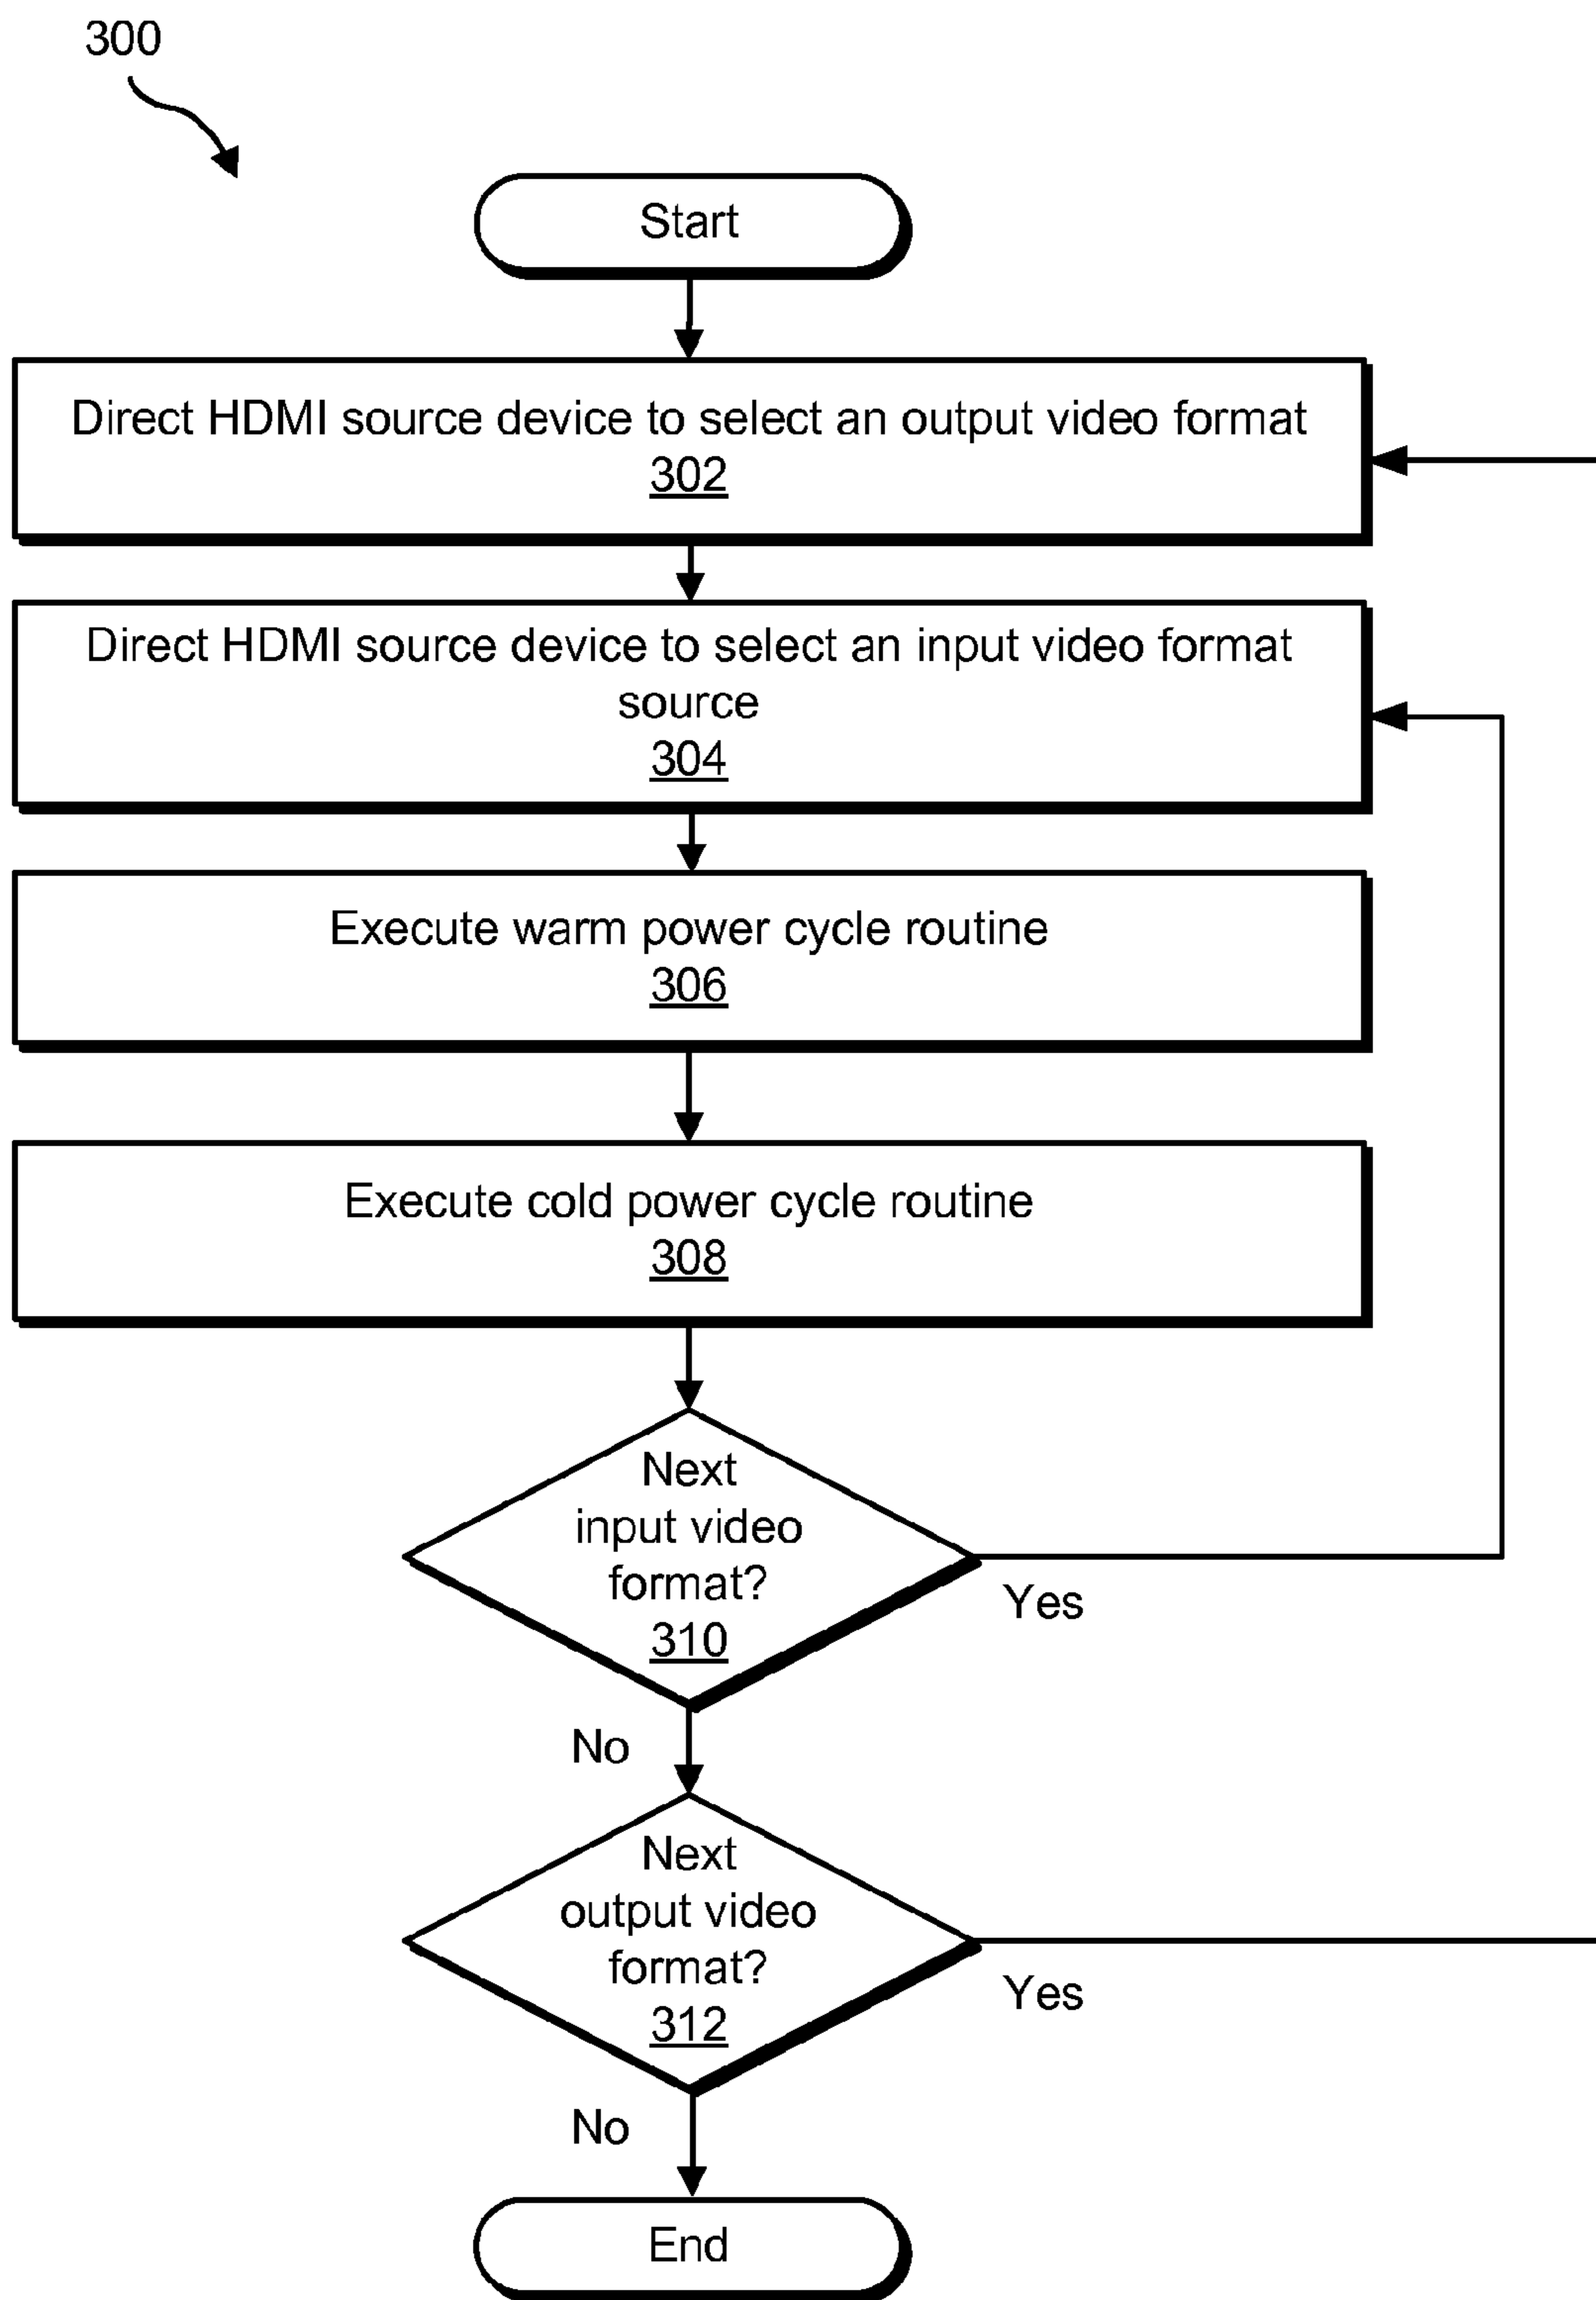 300
Start
Direct HDMI source device to select an output video format
302
Direct HDMI source device to select an input video format
source
304
Execute warm power cycle routine
306
Execute cold power cycle routine
308
Next
input video
format?
310
Yes
No
Next
output video
format?
312
Yes
No
End